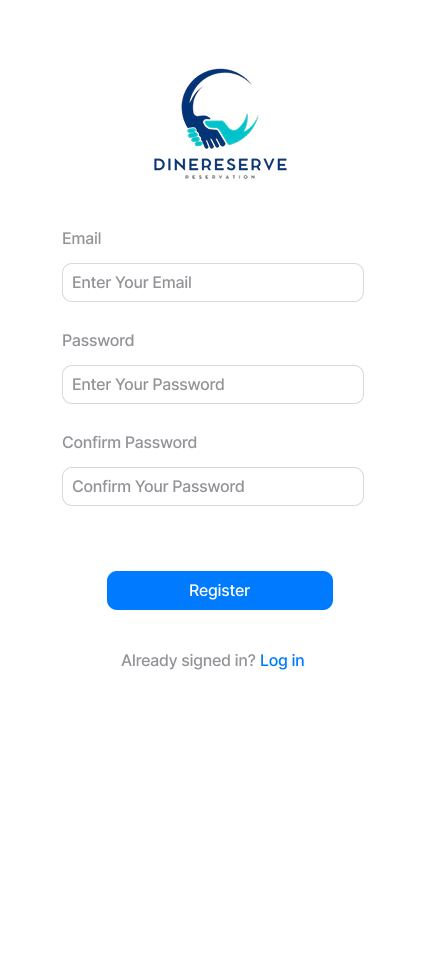 DINERESERVE
RESERVATION
Email
Enter Your Email
Password
Enter Your Password
Confirm Password
Confirm Your Password
Register
Already signed in? Log in